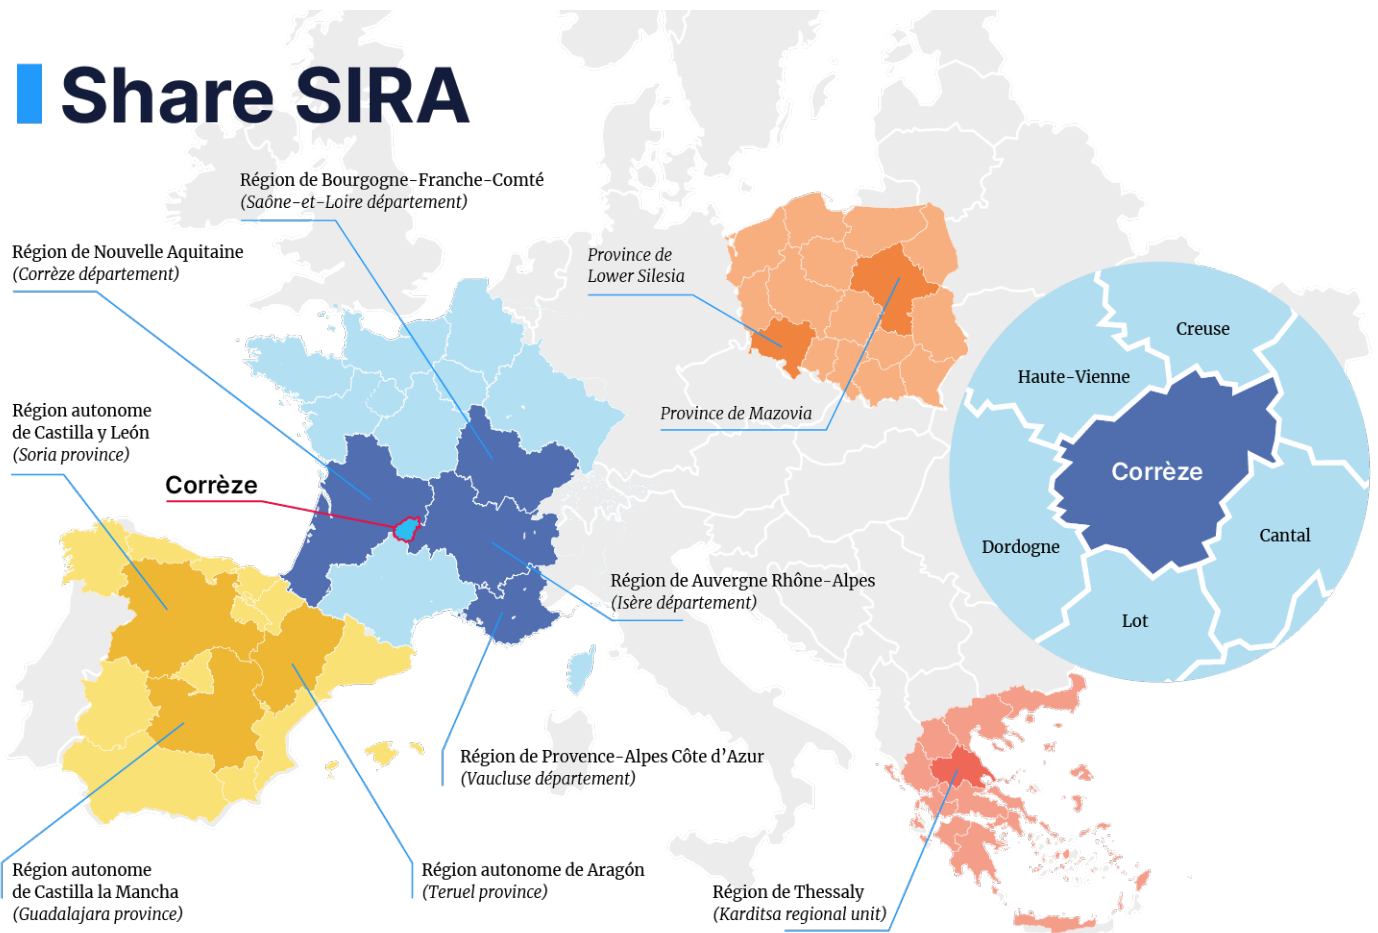 Share SIRA
Région de Bourgogne-Franche-Comté
(Saône-et-Loire département)
Région de Nouvelle Aquitaine
(Corrèze département)
Province de
Lower Silesia
Creuse
Haute-Vienne
Région autonome
de Castilla y León
(Soria province)
Province de Mazovia
Corrèze
Corrèze
Cantal
Dordogne
Lot
Région de Auvergne Rhône-Alpes
(Isère département)
Région de Provence-Alpes Côte d’Azur
(Vaucluse département)
Région autonome
de Castilla la Mancha
(Guadalajara province)
Région autonome de Aragón
(Teruel province)
Région de Thessaly
(Karditsa regional unit)